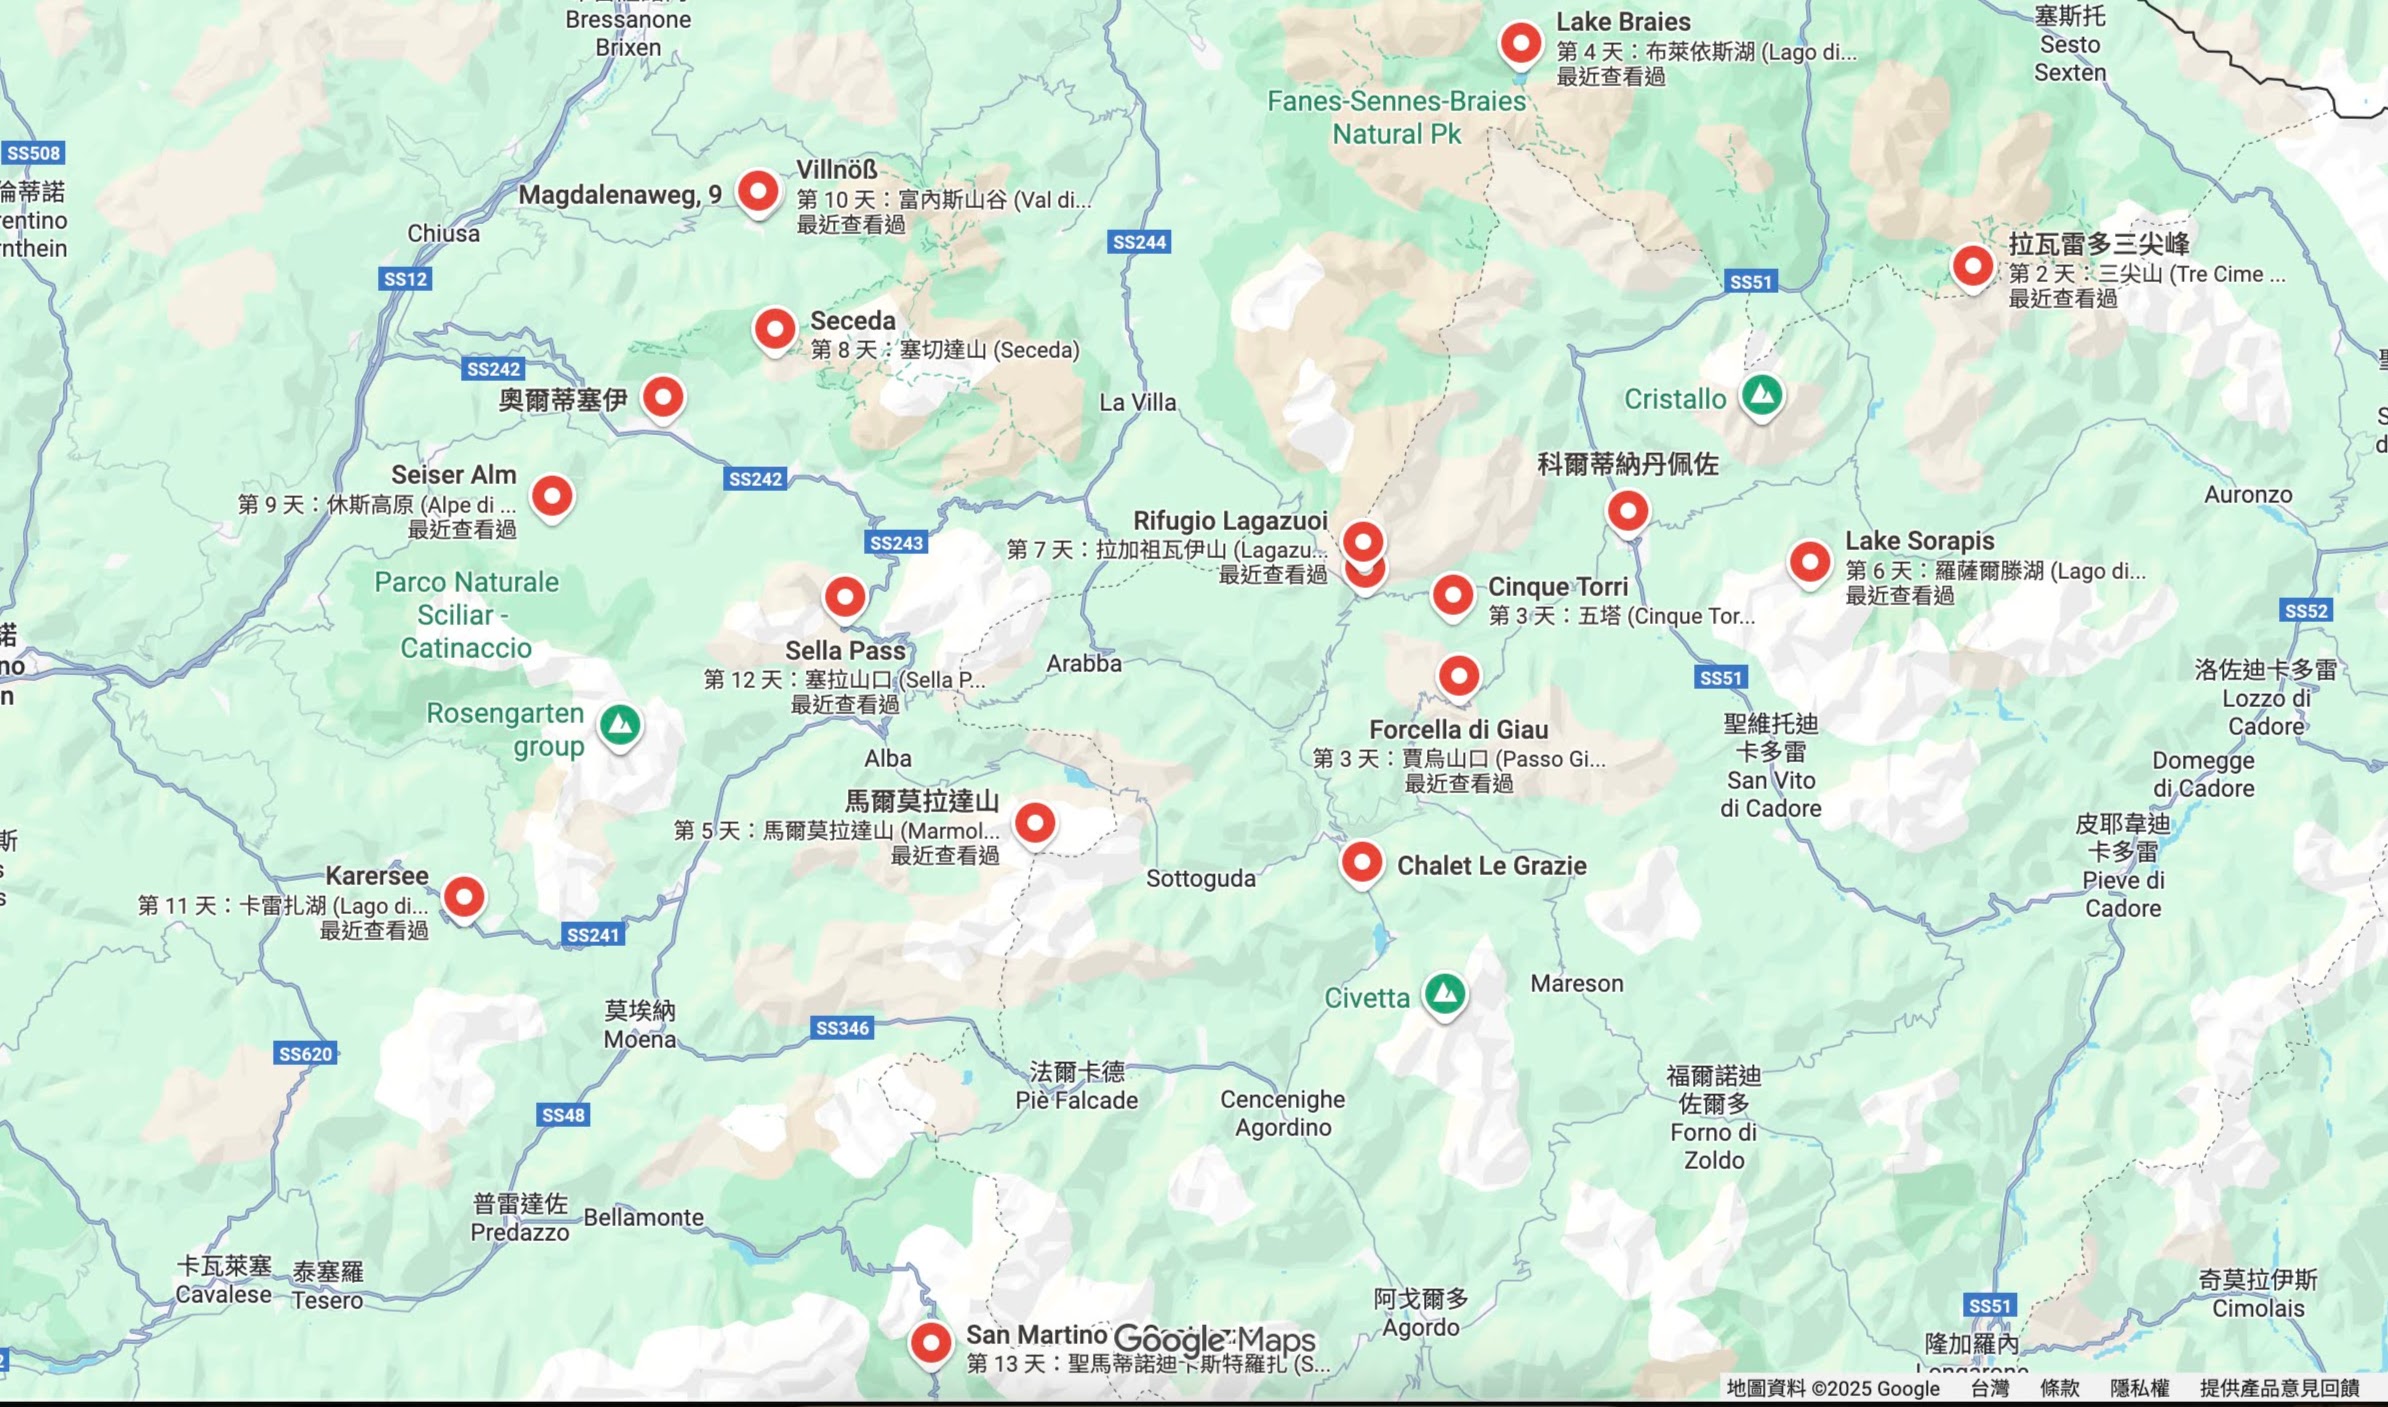 Bressanone
Brixen
Lake Braies
第 4 天：布萊依斯湖 (Lago di...
最近查看過
塞斯托
Sesto
Sexten
Fanes-Sennes-Braies
Natural Pk
SS508
倫蒂諾
rentino
Chiusa
Magdalenaweg, 9
Villnöß
第 10 天：富內斯山谷 (Val di...
最近查看過
SS244
SS12
SS51
拉瓦雷多三尖峰
第 2 天：三尖山 (Tre Cime ...
最近查看過
Seceda
第 8 天：塞切達山 (Seceda)
SS242
奧爾蒂塞伊
La Villa
Cristallo
科爾蒂納丹佩佐
Seiser Alm
第 9 天：休斯高原 (Alpe di ...
最近查看過
SS242
SS243
Auronzo
Rifugio Lagazuoi
第 7 天：拉加祖瓦伊山 (Lagazu...
最近查看過
Lake Sorapis
第 6 天：羅薩爾滕湖 (Lago di...
最近查看過
Cinque Torri
第 3 天：五塔 (Cinque Tor...
SS52
Parco Naturale
Sciliar -
Catinaccio
Sella Pass
第 12 天：塞拉山口 (Sella P...
最近查看過
Arabba
SS51
洛佐迪卡多雷
Lozzo di
Cadore
Rosengarten
group
Forcella di Giau
第 3 天：賈烏山口 (Passo Gi...
最近查看過
聖維托迪
卡多雷
San Vito
di Cadore
Alba
Domegge
di Cadore
馬爾莫拉達山
第 5 天：馬爾莫拉達山 (Marmol...
最近查看過
皮耶韋迪
卡多雷
Pieve di
Cadore
Karersee
第 11 天：卡雷扎湖 (Lago di...
最近查看過
Sottoguda
Chalet Le Grazie
SS241
Civetta
Mareson
莫埃納
Moena
SS346
SS620
法爾卡德
Piè Falcade
Cencenighe
Agordino
福爾諾迪
佐爾多
Forno di
Zoldo
SS48
普雷達佐
Predazzo
Bellamonte
卡瓦萊塞
Cavalese
泰塞羅
Tesero
阿戈爾多
Agordo
奇莫拉伊斯
Cimolais
SS51
隆加羅內
Longarone
San Martino
Google Maps
第 13 天：聖馬蒂諾迪卡斯特羅扎 (S...
地圖資料 ©2025 Google 台灣 條款 隱私權 提供產品意見回饋